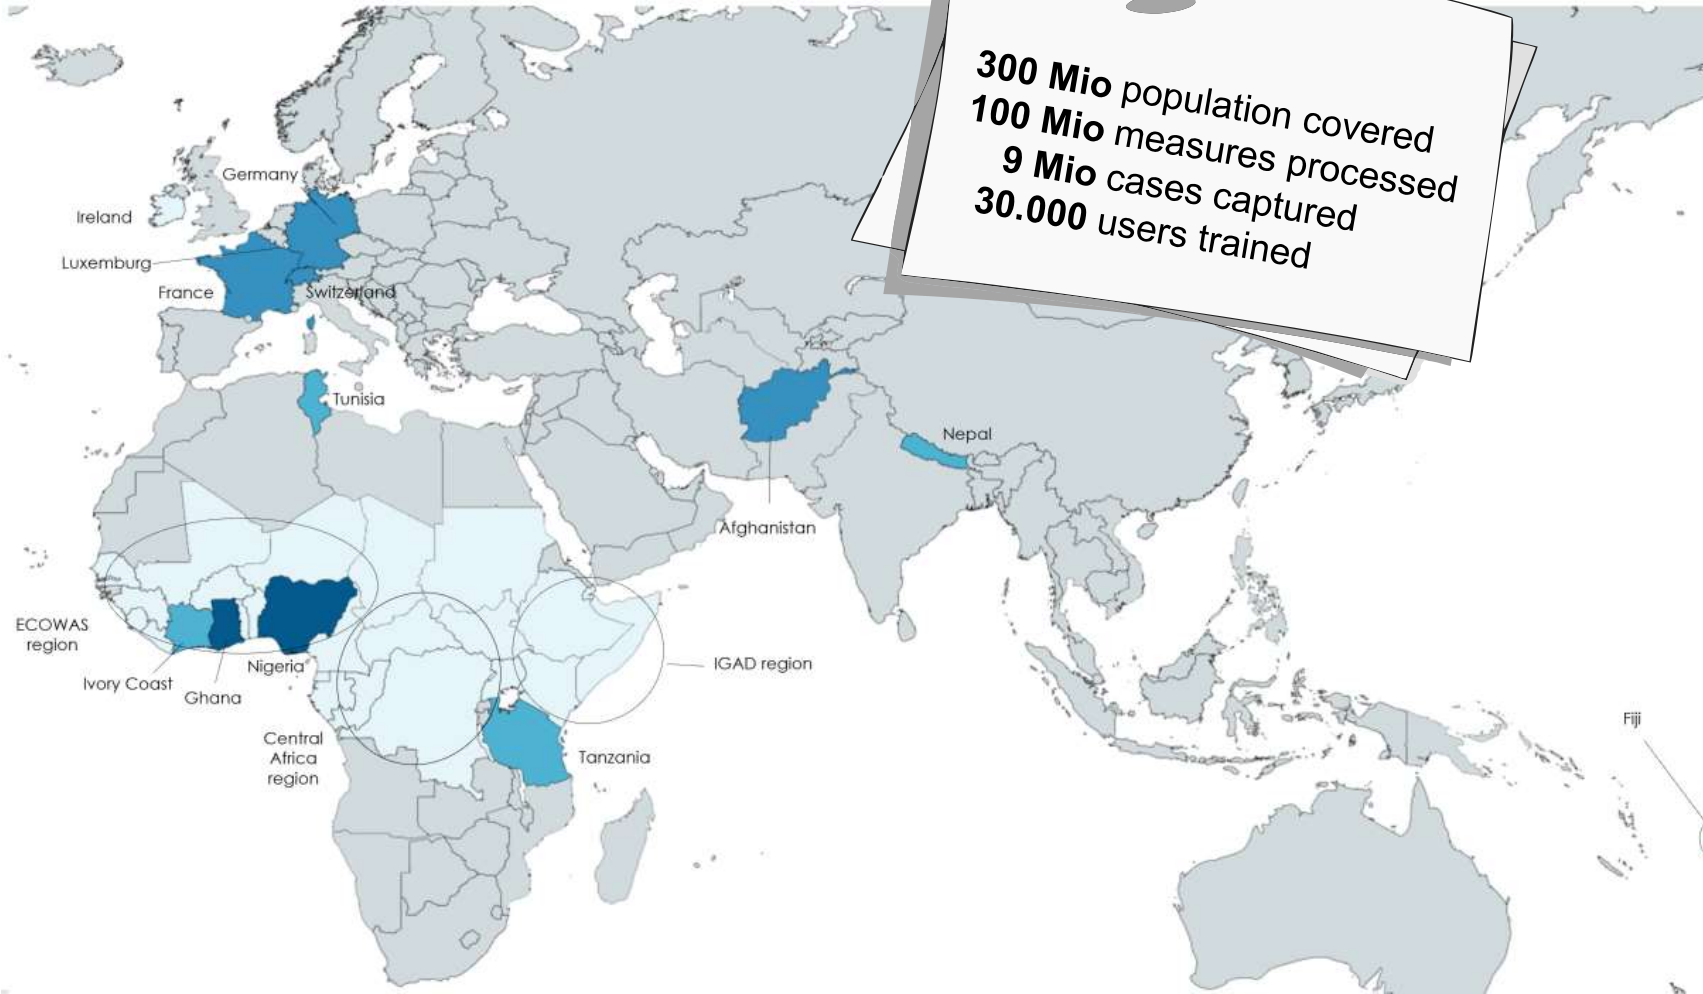 300 Mio population covered
100 Mio measures processed
9 Mio cases captured
30.000 users trained
Germany
Ireland
Luxemburg
France
Switzerland
Tunisia
Nepal
Afghanistan
ECOWAS
region
Ivory Coast
Ghana
Nigeria
IGAD region
Central
Africa
region
Tanzania
Fiji